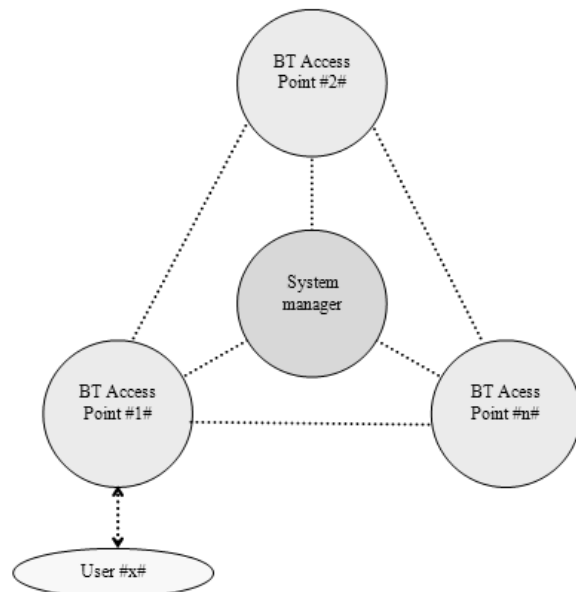 BT Access
Point #2#
System
manager
BT Access
Point #1#
BT Acess
Point #n#
User #x#